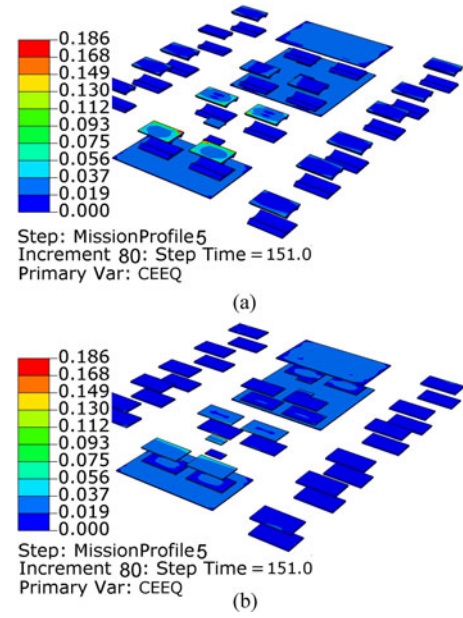 0.186
0.168
0.149
0.130
0.112
0.093
0.075
0.056
0.037
0.019
0.000
Step: MissionProfile5
Increment 80: Step Time = 151.0
Primary Var: CEEQ
(a)
0.186
0.168
0.149
0.130
0.112
0.093
0.075
0.056
0.037
0.019
0.000
Step: MissionProfile5
Increment 80: Step Time = 151.0
Primary Var: CEEQ
(b)